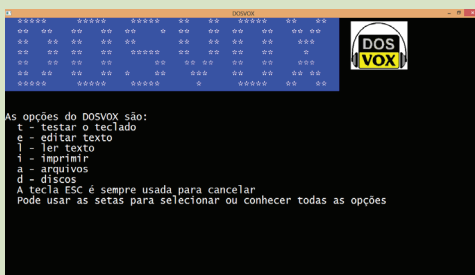 DOSVOX
DOS
VOX
As opções do DOSVOX são:
t - testar o teclado
e - editar texto
l - ler texto
i - imprimir
a - arquivos
d - discos
A tecla ESC é sempre usada para cancelar
Pode usar as setas para selecionar ou conhecer todas as opções